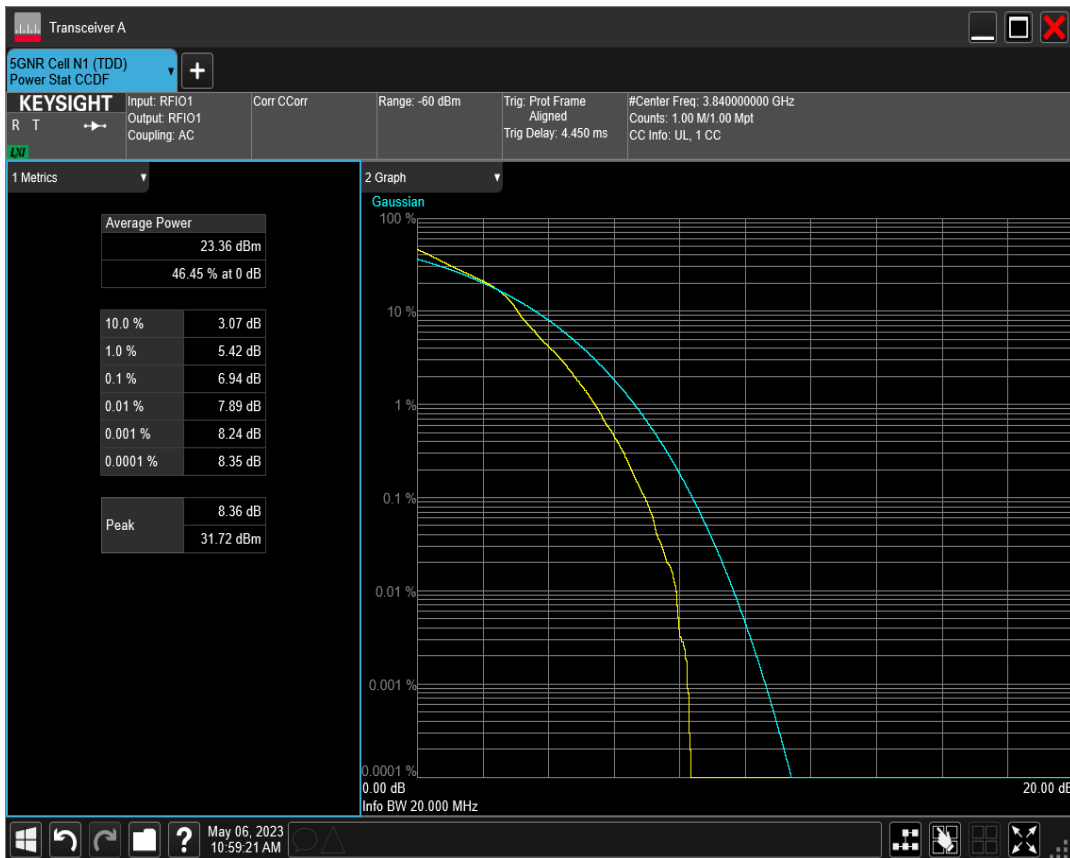 Transceiver A
5GNR Cell N1 (TDD)
Power Stat CCDF
KEYSIGHT
R T
LXI
Input: RFIO1
Output: RFIO1
Coupling: AC
Corr CCorr
Range: -60 dBm
Trig: Prot Frame
Aligned
Trig Delay: 4.450 ms
#Center Freq: 3.840000000 GHz
Counts: 1.00 M/1.00 Mpt
CC Info: UL, 1 CC
1 Metrics
Average Power
23.36 dBm
46.45 % at 0 dB
10.0 % 3.07 dB
1.0 % 5.42 dB
0.1 % 6.94 dB
0.01 % 7.89 dB
0.001 % 8.24 dB
0.0001 % 8.35 dB
Peak
8.36 dB
31.72 dBm
2 Graph
Gaussian
100 %
10 %
1 %
0.1 %
0.01 %
0.001 %
0.0001 %
0.00 dB 20.00 dB
Info BW 20.000 MHz
?
May 06, 2023
10:59:21 AM